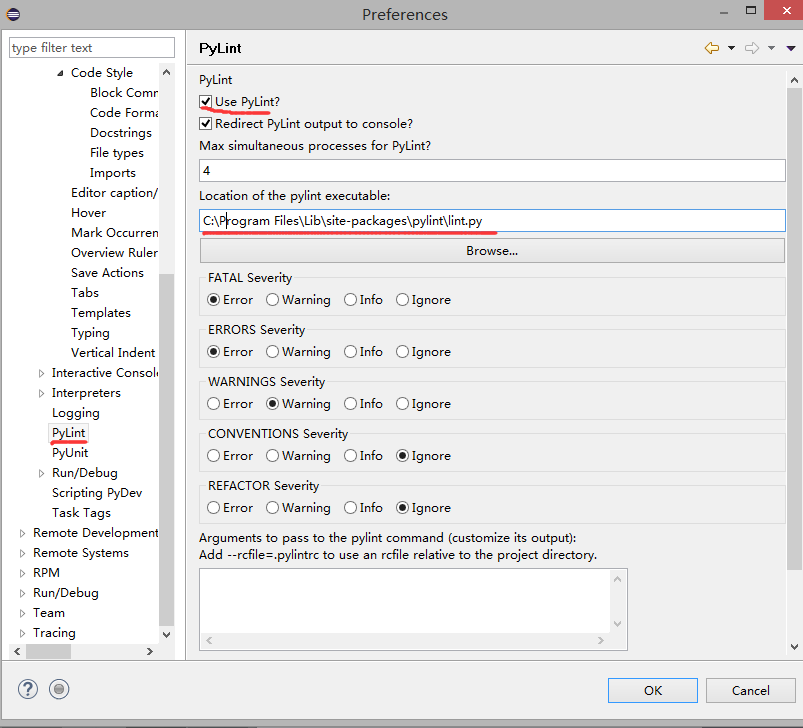 Preferences
type filter text
Code Style
Block Comm
Code Forma
Docstrings
File types
Imports
Editor caption/
Hover
Mark Occurren
Overview Ruler
Save Actions
Tabs
Templates
Typing
Vertical Indent
Interactive Consol
Interpreters
Logging
PyLint
PyUnit
Run/Debug
Scripting PyDev
Task Tags
Remote Development
Remote Systems
RPM
Run/Debug
Team
Tracing
PyLint
PyLint
Use PyLint?
Redirect PyLint output to console?
Max simultaneous processes for PyLint?
4
Location of the pylint executable:
C:\Program Files\Lib\site-packages\pylint\lint.py
Browse...
FATAL Severity
Error Warning Info Ignore
ERRORS Severity
Error Warning Info Ignore
WARNINGS Severity
Error Warning Info Ignore
CONVENTIONS Severity
Error Warning Info Ignore
REFACTOR Severity
Error Warning Info Ignore
Arguments to pass to the pylint command (customize its output):
Add --rcfile=.pylintrc to use an rcfile relative to the project directory.
?
OK Cancel